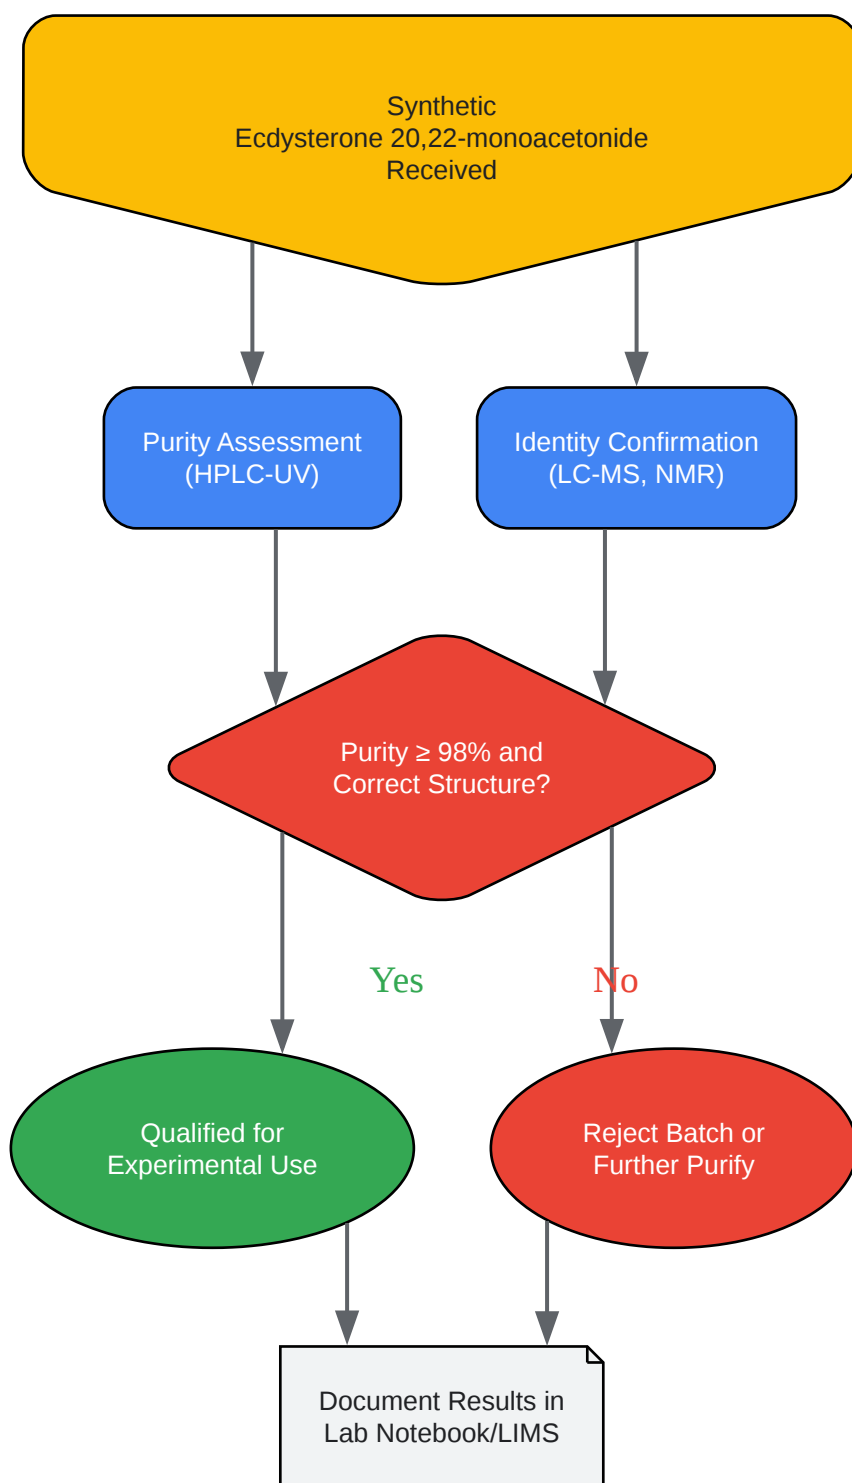 Synthetic
Ecdysterone 20,22-monoacetonide
Received
Purity Assessment
(HPLC-UV)
Identity Confirmation
(LC-MS, NMR)
Purity ≥ 98% and
Correct Structure?
Yes
No
Qualified for
Experimental Use
Reject Batch or
Further Purify
Document Results in
Lab Notebook/LIMS